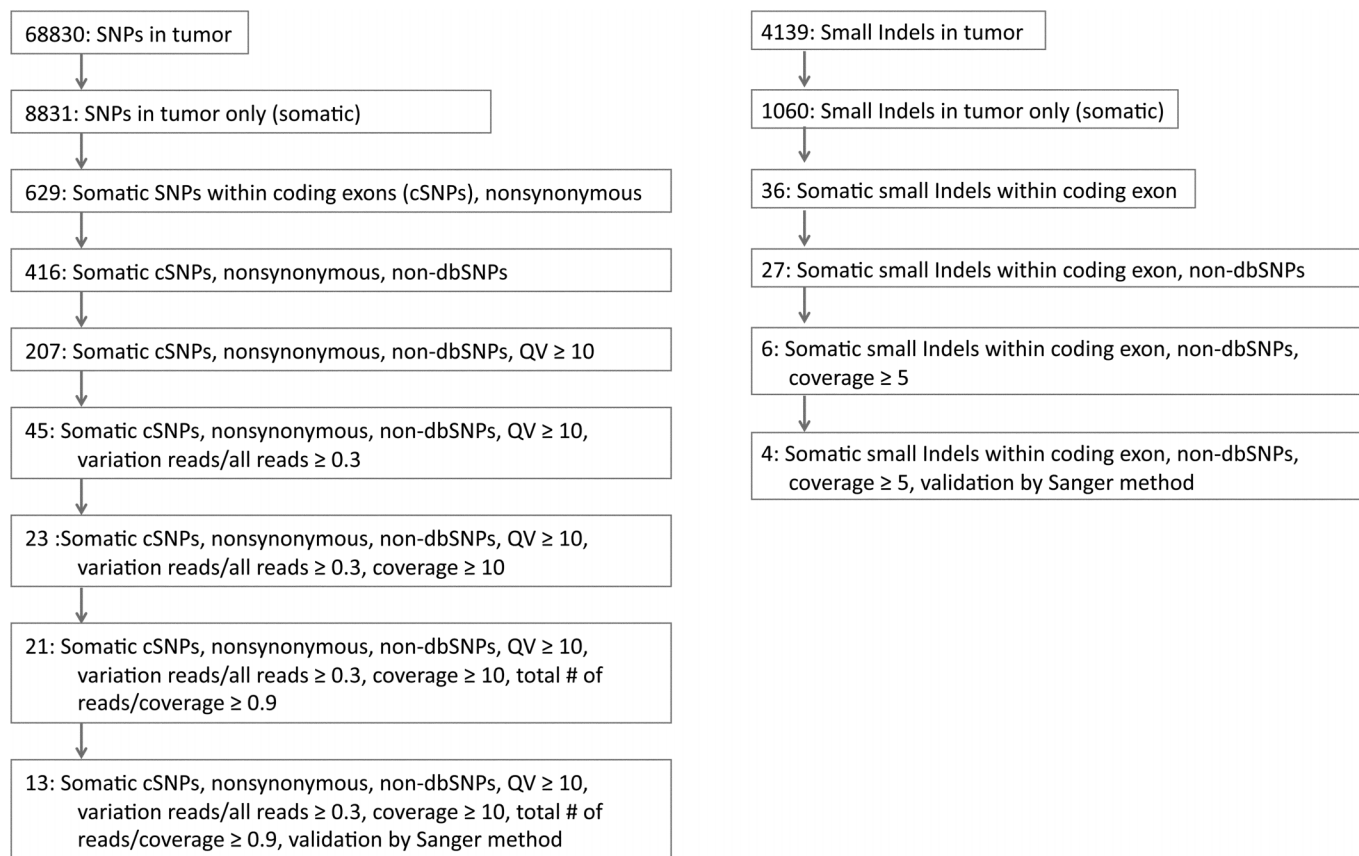 68830: SNPs in tumor
8831: SNPs in tumor only (somatic)
629: Somatic SNPs within coding exons (cSNPs), nonsynonymous
416: Somatic cSNPs, nonsynonymous, non-dbSNPs
207: Somatic cSNPs, nonsynonymous, non-dbSNPs, QV ≥ 10
45: Somatic cSNPs, nonsynonymous, non-dbSNPs, QV ≥ 10,
variation reads/all reads ≥ 0.3
23 :Somatic cSNPs, nonsynonymous, non-dbSNPs, QV ≥ 10,
variation reads/all reads ≥ 0.3, coverage ≥ 10
21: Somatic cSNPs, nonsynonymous, non-dbSNPs, QV ≥ 10,
variation reads/all reads ≥ 0.3, coverage ≥ 10, total # of
reads/coverage ≥ 0.9
13: Somatic cSNPs, nonsynonymous, non-dbSNPs, QV ≥ 10,
variation reads/all reads ≥ 0.3, coverage ≥ 10, total # of
reads/coverage ≥ 0.9, validation by Sanger method
4139: Small Indels in tumor
1060: Small Indels in tumor only (somatic)
36: Somatic small Indels within coding exon
27: Somatic small Indels within coding exon, non-dbSNPs
6: Somatic small Indels within coding exon, non-dbSNPs,
coverage ≥ 5
4: Somatic small Indels within coding exon, non-dbSNPs,
coverage ≥ 5, validation by Sanger method